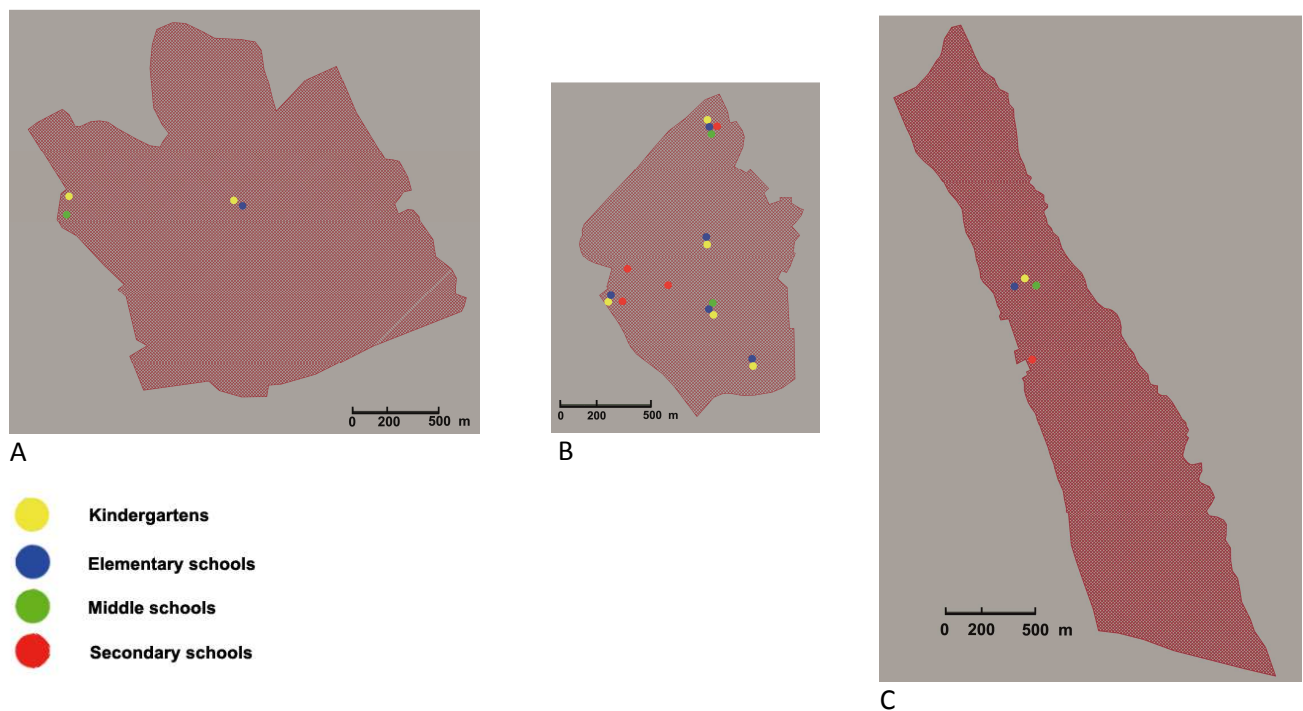 0 200 500 m
A
0 200 500 m
B
0 200 500 m
C
Kindergartens
Elementary schools
Middle schools
Secondary schools